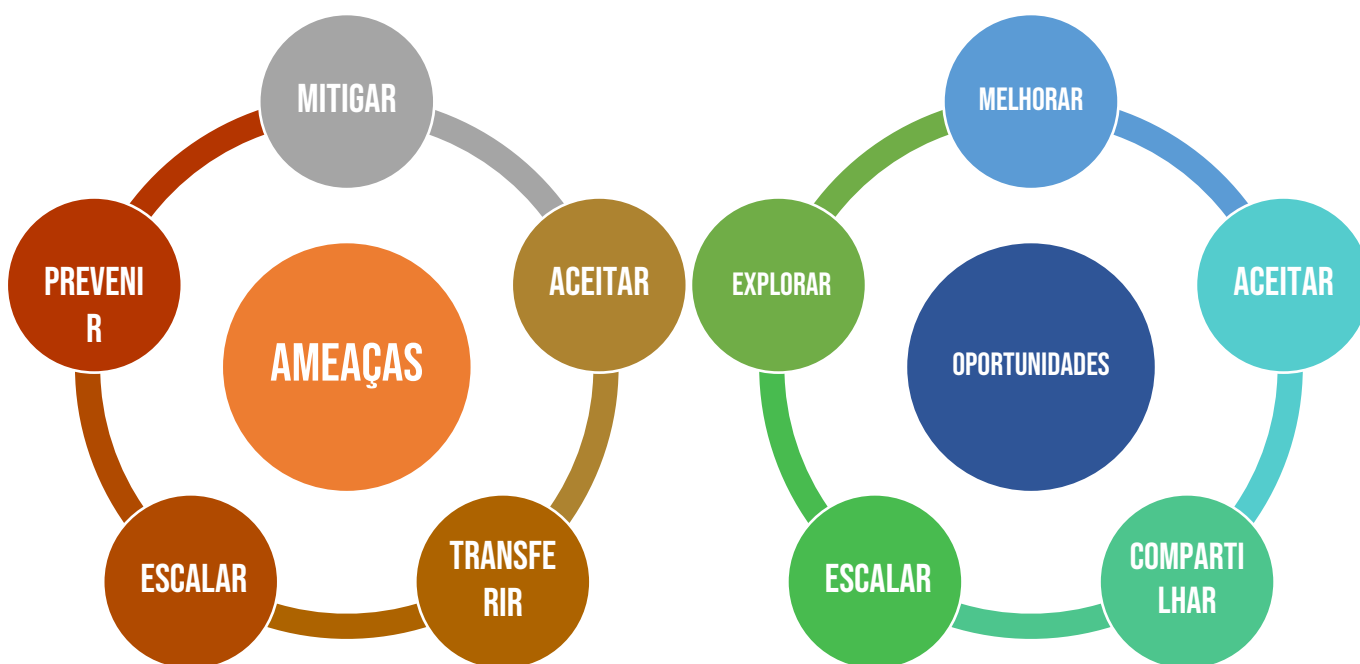 MITIGAR
PREVENI
R
ACEITAR
AMEAÇAS
ESCALAR
TRANSFE
RIR
MELHORAR
EXPLORAR
ACEITAR
OPORTUNIDADES
ESCALAR
COMPARTI
LHAR